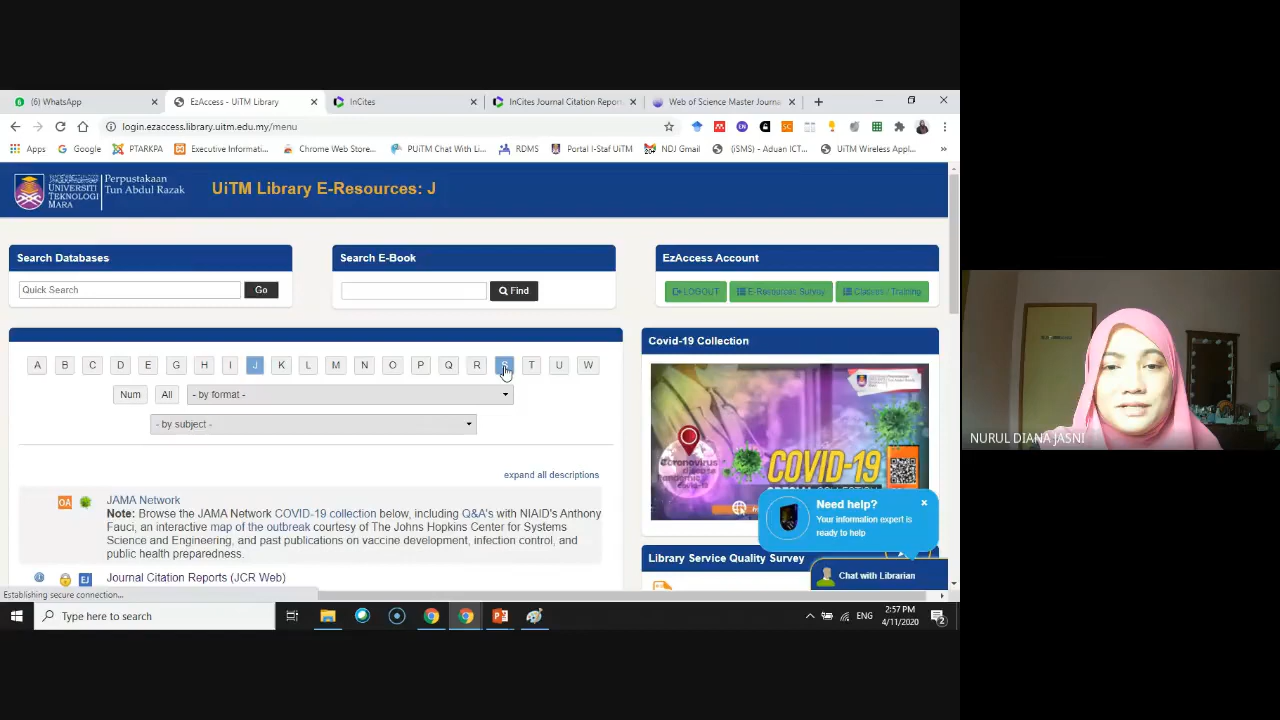 (6) WhatsApp
EzAccess - UiTM Library
InCites
InCites Journal Citation Report
Web of Science Master Journa
login.ezaccess.library.uitm.edu.my/menu
Apps
Google
PTARKPA
Executive Informati...
Chrome Web Store...
PUiTM Chat With Li...
RDMS
Portal I-Staf UiTM
NDJ Gmail
(iSMS) - Aduan ICT...
UiTM Wireless Appl...
UNIVERSITI
TEKNOLOGI
MARA
Perpustakaan
Tun Abdul Razak
UiTM Library E-Resources: J
Search Databases
Search E-Book
EzAccess Account
Quick Search
Go
Find
LOGOUT
E-Resources Survey
Classes / Training
Covid-19 Collection
A B C D E G H I J K L M N O P Q R S T U W
Num
All
- by format -
- by subject -
expand all descriptions
JAMA Network
Note: Browse the JAMA Network COVID-19 collection below, including Q&A's with NIAID's Anthony
Fauci, an interactive map of the outbreak courtesy of The Johns Hopkins Center for Systems
Science and Engineering, and past publications on vaccine development, infection control, and
public health preparedness.
OA
EJ
Journal Citation Reports (JCR Web)
COVID-19
Need help?
Your information expert is
ready to help
Library Service Quality Survey
Chat with Librarian
Establishing secure connection...
Type here to search
ENG
2:57 PM
4/11/2020
2
NURUL DIANA JASNI